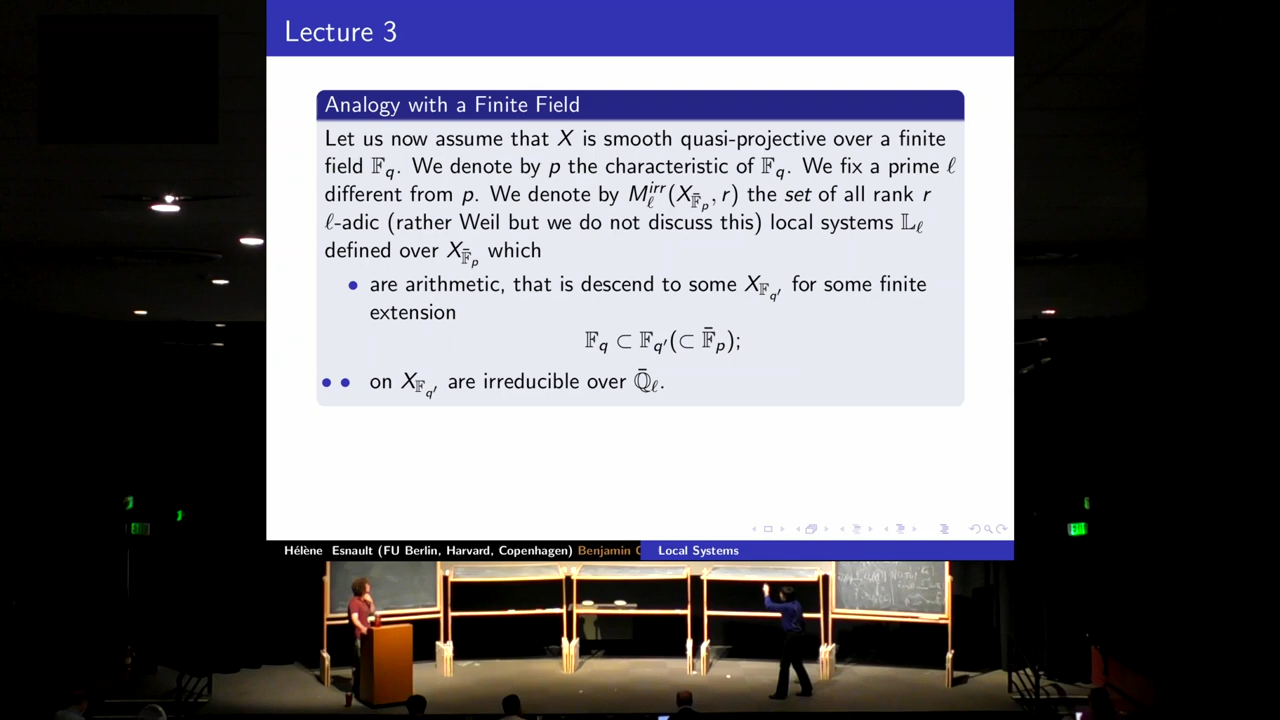 Lecture 3
Analogy with a Finite Field
Let us now assume that X is smooth quasi-projective over a finite
field 𝔽_q. We denote by p the characteristic of 𝔽_q. We fix a prime ℓ
different from p. We denote by M_ℓ^{irr}(X_{𝔽̄_p}, r) the set of all rank r
ℓ-adic (rather Weil but we do not discuss this) local systems 𝕃_ℓ
defined over X_{𝔽̄_p} which
• are arithmetic, that is descend to some X_{𝔽_{q′}} for some finite
extension
𝔽_q ⊂ 𝔽_{q′}(⊂ 𝔽̄_p);
• • on X_{𝔽_{q′}} are irreducible over ℚ̄_ℓ.
Hélène Esnault (FU Berlin, Harvard, Copenhagen) Benjamin
Local Systems